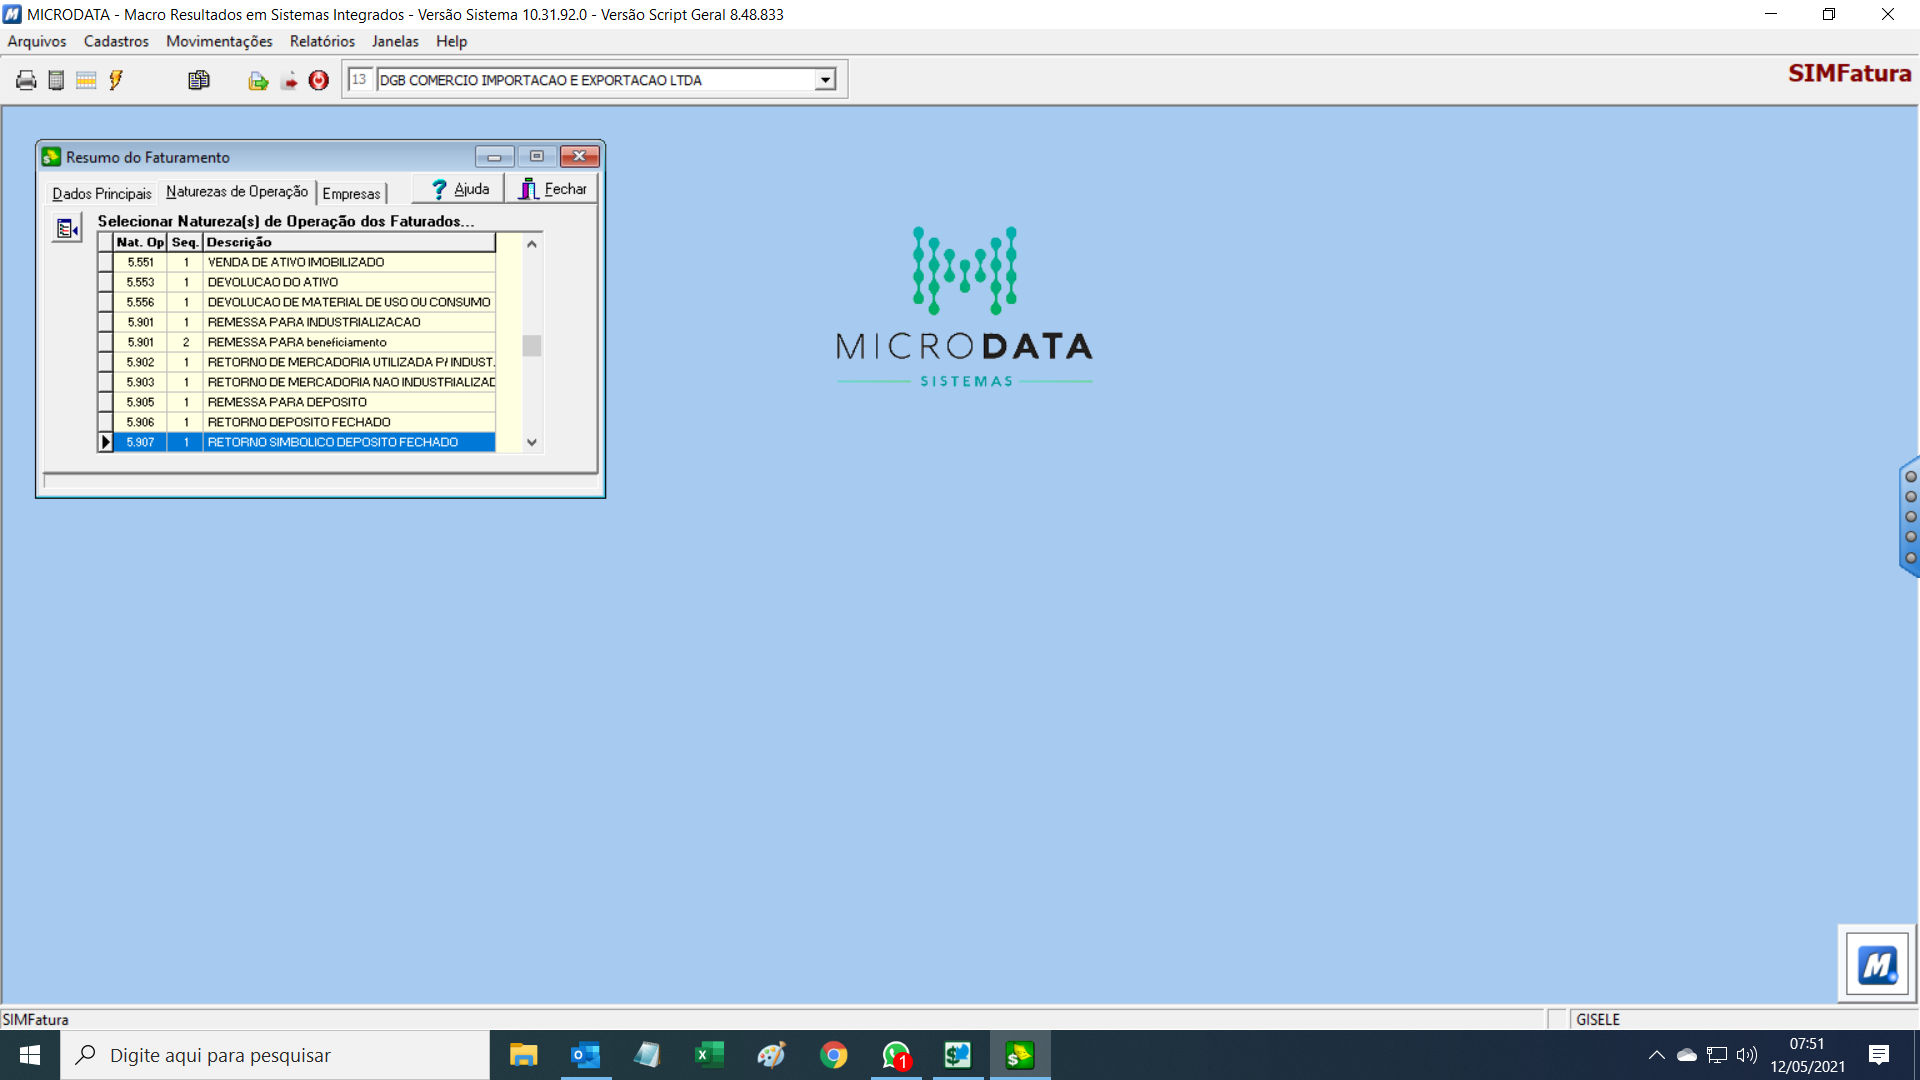 MICRODATA - Macro Resultados em Sistemas Integrados - Versão Sistema 10.31.92.0 - Versão Script Geral 8.48.833
Arquivos Cadastros Movimentações Relatórios Janelas Help
13 DGB COMERCIO IMPORTACAO E EXPORTACAO LTDA
SIMFatura
Resumo do Faturamento
Dados Principais Naturezas de Operação Empresas Ajuda Fechar
Selecionar Natureza(s) de Operação dos Faturados...
Nat. Op Seq. Descrição
5.551 1 VENDA DE ATIVO IMOBILIZADO
5.553 1 DEVOLUCAO DO ATIVO
5.556 1 DEVOLUCAO DE MATERIAL DE USO OU CONSUMO
5.901 1 REMESSA PARA INDUSTRIALIZACAO
5.901 2 REMESSA PARA beneficiamento
5.902 1 RETORNO DE MERCADORIA UTILIZADA P/ INDUST.
5.903 1 RETORNO DE MERCADORIA NAO INDUSTRIALIZAD
5.905 1 REMESSA PARA DEPOSITO
5.906 1 RETORNO DEPOSITO FECHADO
5.907 1 RETORNO SIMBOLICO DEPOSITO FECHADO
MICRODATA
SISTEMAS
M
SIMFatura
GISELE
Digite aqui para pesquisar
1
07:51
12/05/2021